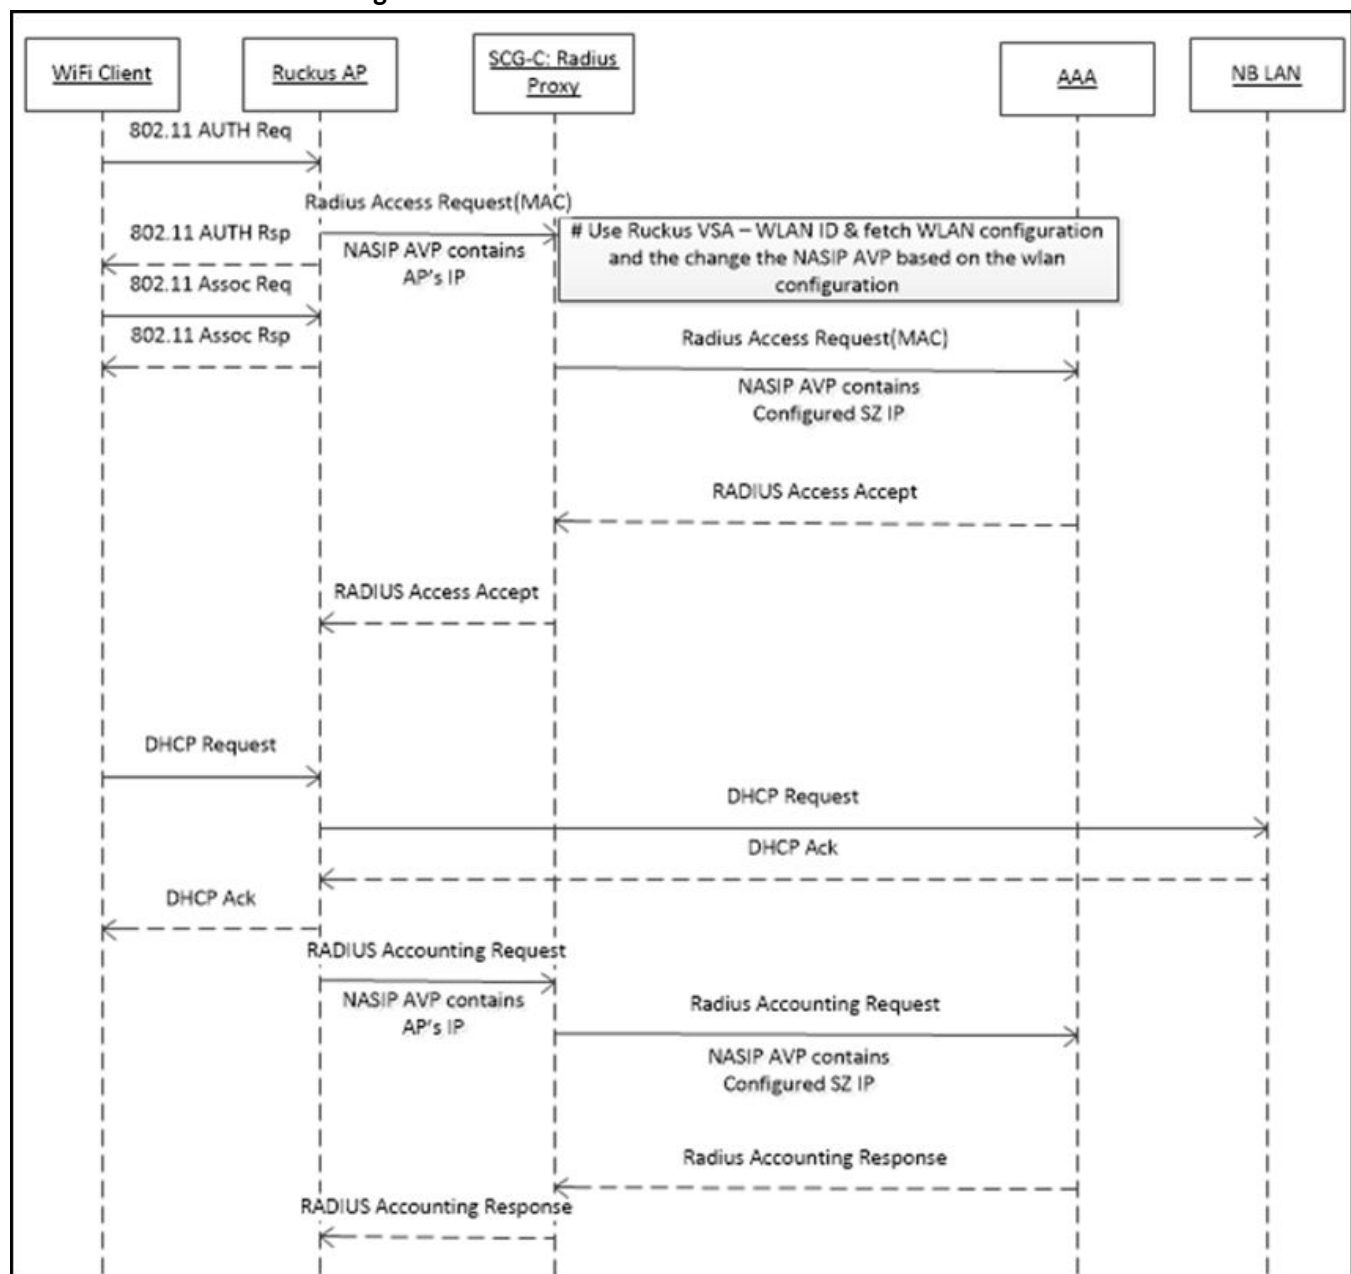 WiFi Client
Ruckus AP
SCG-C: Radius
Proxy
AAA
NB LAN
802.11 AUTH Req
Radius Access Request(MAC)
802.11 AUTH Rsp
NASIP AVP contains
AP's IP
# Use Ruckus VSA – WLAN ID & fetch WLAN configuration
and the change the NASIP AVP based on the wlan
configuration
802.11 Assoc Req
802.11 Assoc Rsp
Radius Access Request(MAC)
NASIP AVP contains
Configured SZ IP
RADIUS Access Accept
RADIUS Access Accept
DHCP Request
DHCP Request
DHCP Ack
DHCP Ack
RADIUS Accounting Request
NASIP AVP contains
AP's IP
Radius Accounting Request
NASIP AVP contains
Configured SZ IP
Radius Accounting Response
RADIUS Accounting Response